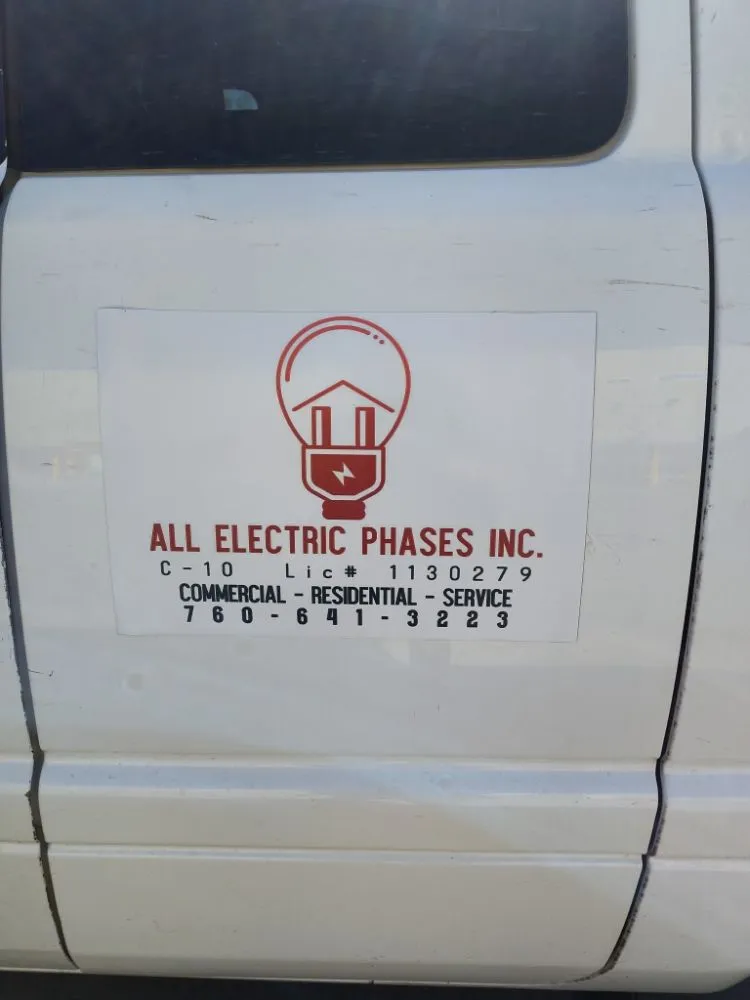 ALL ELECTRIC PHASES INC.
C-10 Lic# 1130279
COMMERCIAL - RESIDENTIAL - SERVICE
760-641-3223